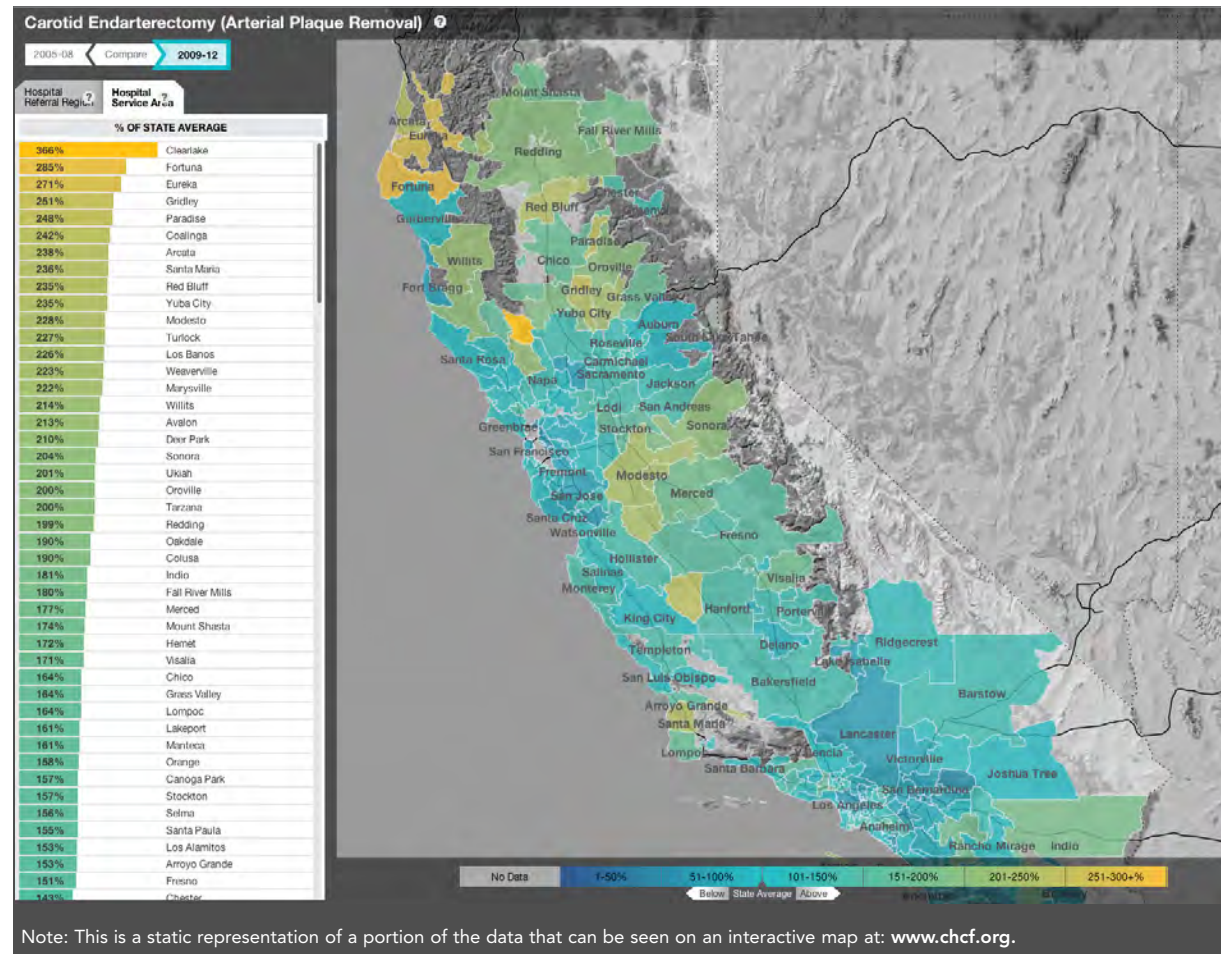 Carotid Endarterectomy (Arterial Plaque Removal) ?
2005-08 Compare 2009-12
Hospital Referral Region ?
Hospital Service Area ?
% OF STATE AVERAGE
366% Clearlake
285% Fortuna
271% Eureka
251% Gridley
248% Paradise
242% Coalinga
238% Arcata
236% Santa Maria
235% Red Bluff
235% Yuba City
228% Modesto
227% Turlock
226% Los Banos
223% Weaverville
222% Marysville
214% Willits
213% Avalon
210% Deer Park
204% Sonora
201% Ukiah
200% Oroville
200% Tarzana
199% Redding
190% Oakdale
190% Colusa
181% Indio
180% Fall River Mills
177% Merced
174% Mount Shasta
172% Hemet
171% Visalia
164% Chico
164% Grass Valley
164% Lompoc
161% Lakeport
161% Manteca
158% Orange
157% Canoga Park
157% Stockton
156% Selma
155% Santa Paula
153% Los Alamitos
153% Arroyo Grande
151% Fresno
143% Chester
Mount Shasta
Arcata
Fall River Mills
Eureka
Redding
Fortuna
Chester
Red Bluff
Garberville
Paradise
Willits
Chico
Oroville
Fort Bragg
Gridley
Grass Valley
Yuba City
Auburn
South Lake Tahoe
Roseville
Santa Rosa
Carmichael
Sacramento
Napa
Jackson
Lodi
San Andreas
Greenbrae
Stockton
Sonora
San Francisco
Fremont
Modesto
San Jose
Merced
Santa Cruz
Watsonville
Fresno
Hollister
Salinas
Visalia
Monterey
Hanford
Porterville
King City
Delano
Ridgecrest
Templeton
Lake Isabella
San Luis Obispo
Bakersfield
Barstow
Arroyo Grande
Santa Maria
Lancaster
Lompoc
Valencia
Victorville
Santa Barbara
Joshua Tree
San Bernardino
Los Angeles
Anaheim
Rancho Mirage
Indio
No Data 1-50% 51-100% 101-150% 151-200% 201-250% 251-300+%
Below State Average Above
Note: This is a static representation of a portion of the data that can be seen on an interactive map at: www.chcf.org.